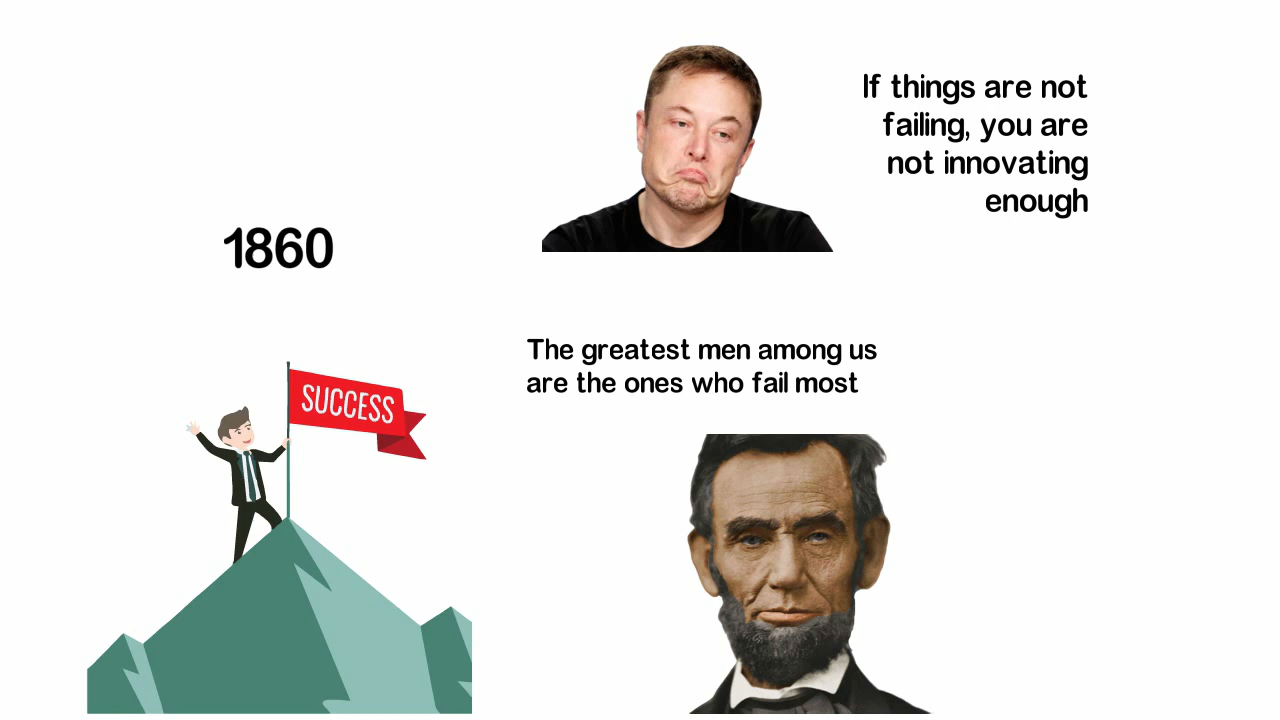 If things are not
failing, you are
not innovating
enough
1860
The greatest men among us
are the ones who fail most
SUCCESS